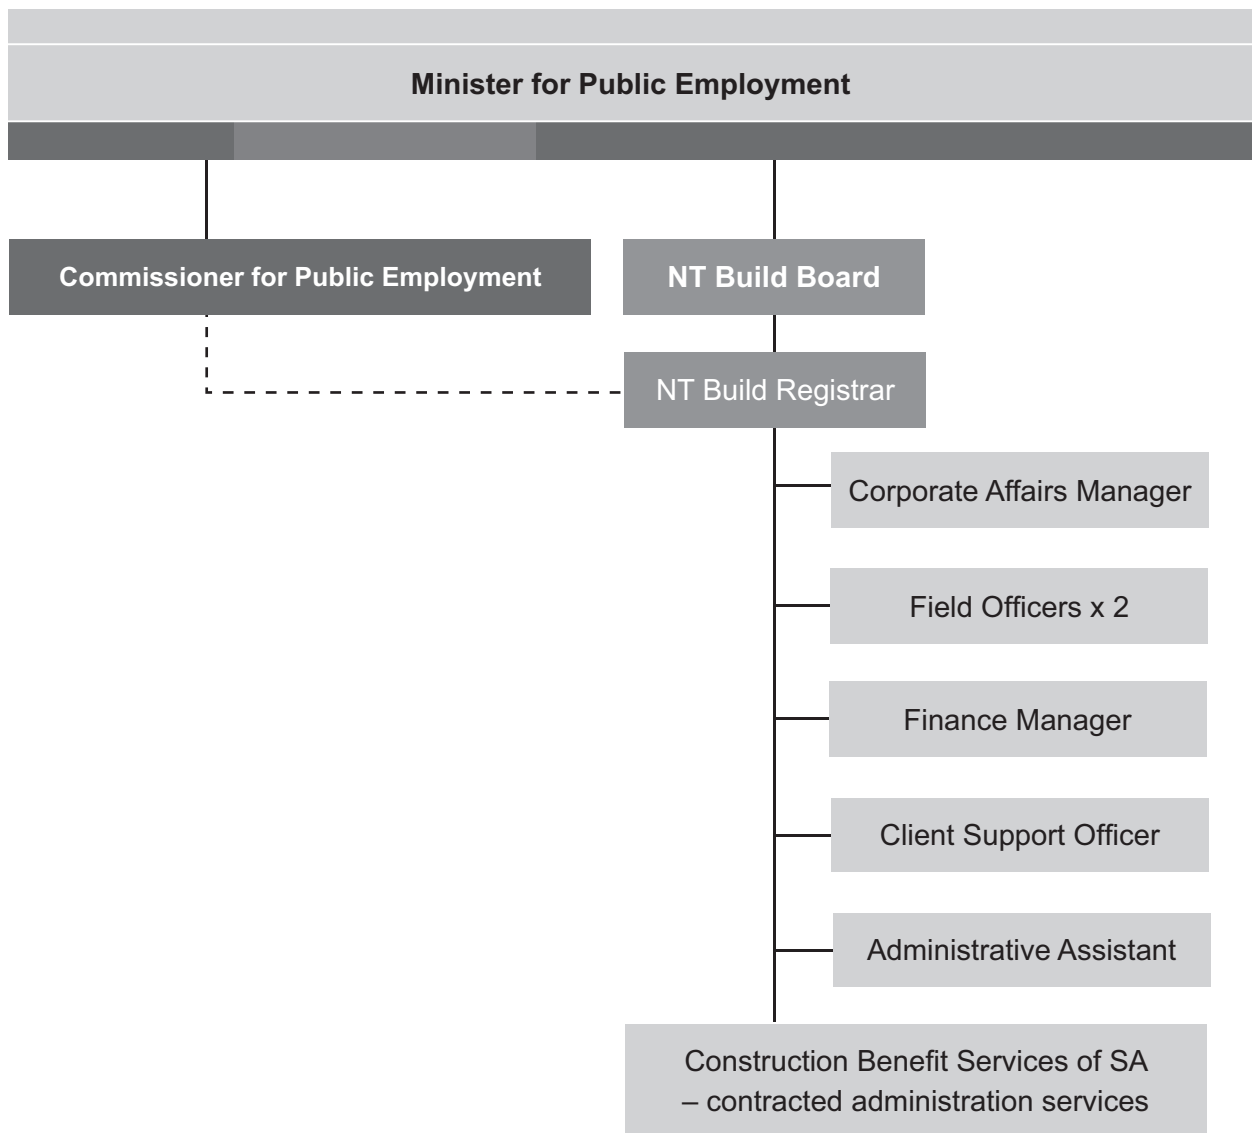 Minister for Public Employment
Commissioner for Public Employment
NT Build Board
NT Build Registrar
Corporate Affairs Manager
Field Officers x 2
Finance Manager
Client Support Officer
Administrative Assistant
Construction Benefit Services of SA
– contracted administration services